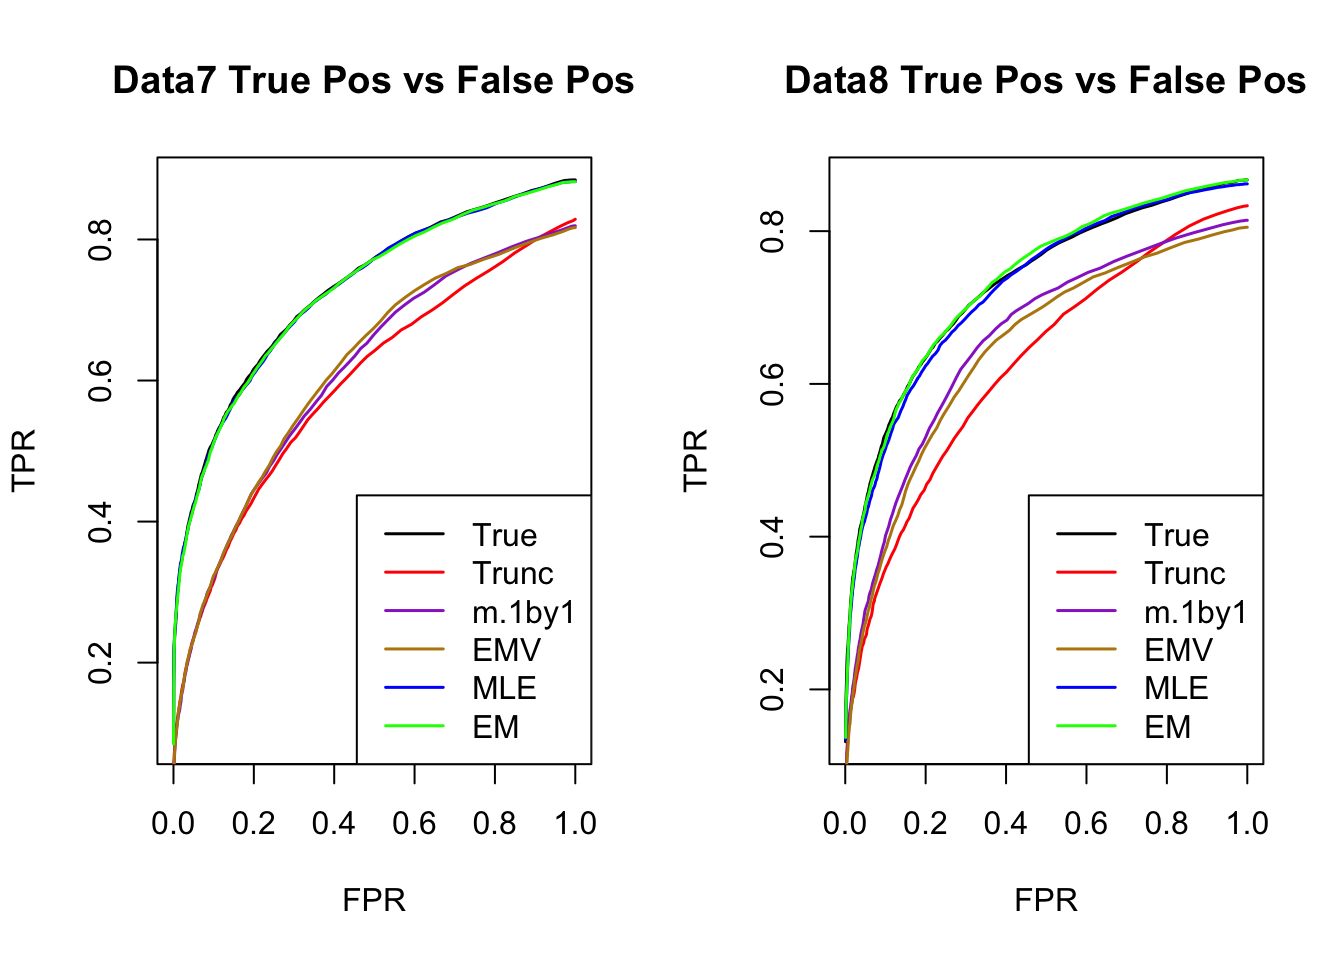 Data7 True Pos vs False Pos
TPR
0.2 0.4 0.6 0.8
True
Trunc
m.1by1
EMV
MLE
EM
0.0 0.2 0.4 0.6 0.8 1.0
FPR
Data8 True Pos vs False Pos
TPR
0.2 0.4 0.6 0.8
True
Trunc
m.1by1
EMV
MLE
EM
0.0 0.2 0.4 0.6 0.8 1.0
FPR